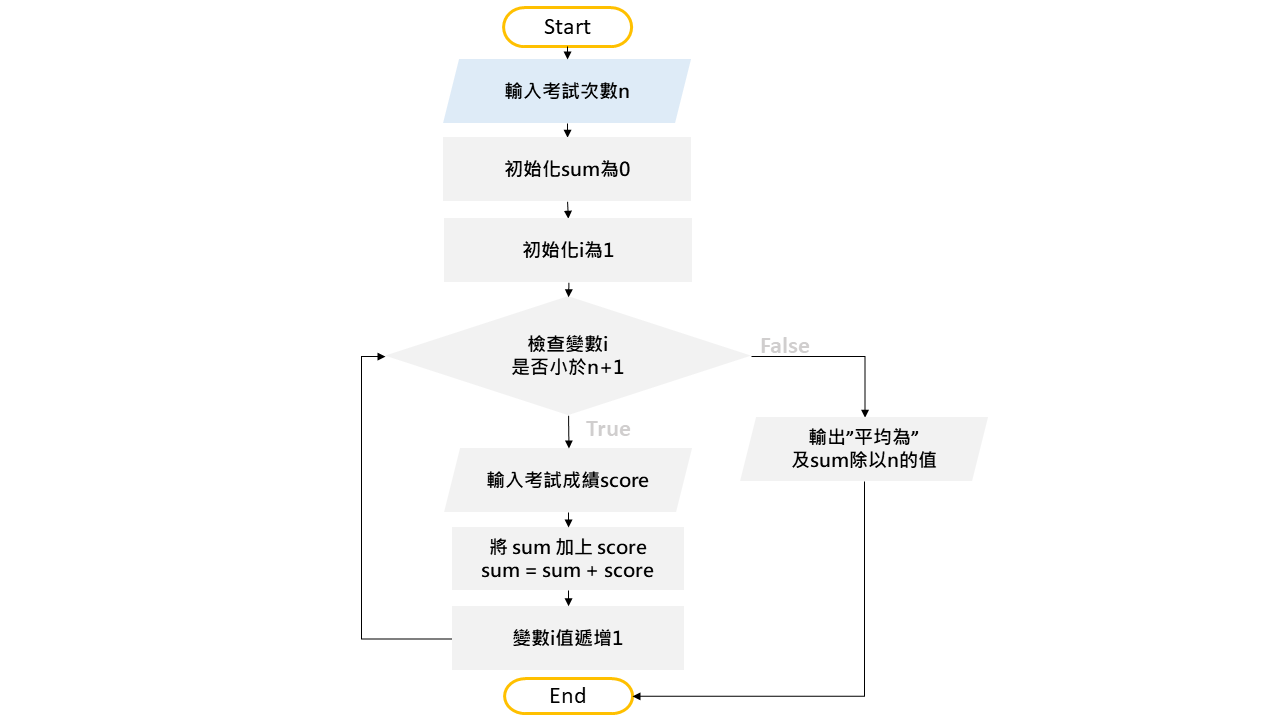 Start
輸入考試次數n
初始化sum為0
初始化i為1
檢查變數i
是否小於n+1
False
True
輸出”平均為”
及sum除以n的值
輸入考試成績score
將 sum 加上 score
sum = sum + score
變數i值遞增1
End